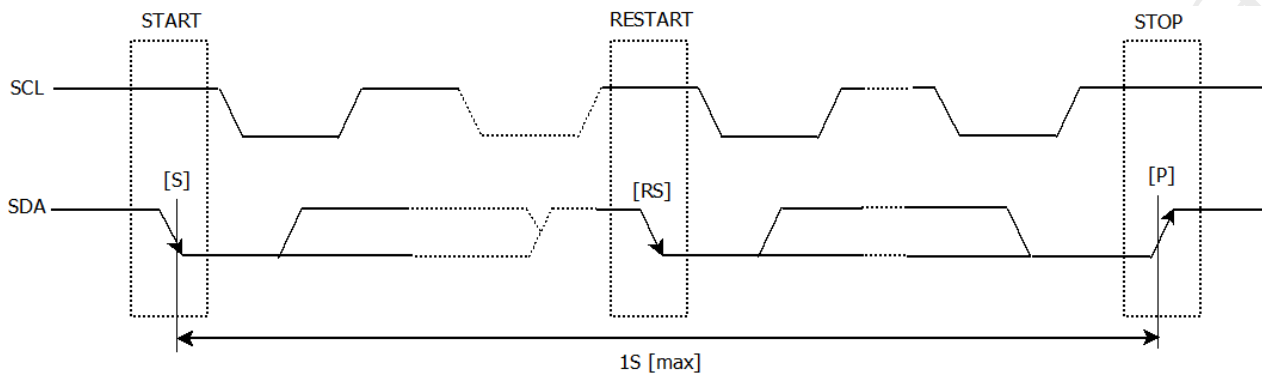 START RESTART STOP
SCL
[S] [RS] [P]
SDA
1S [max]